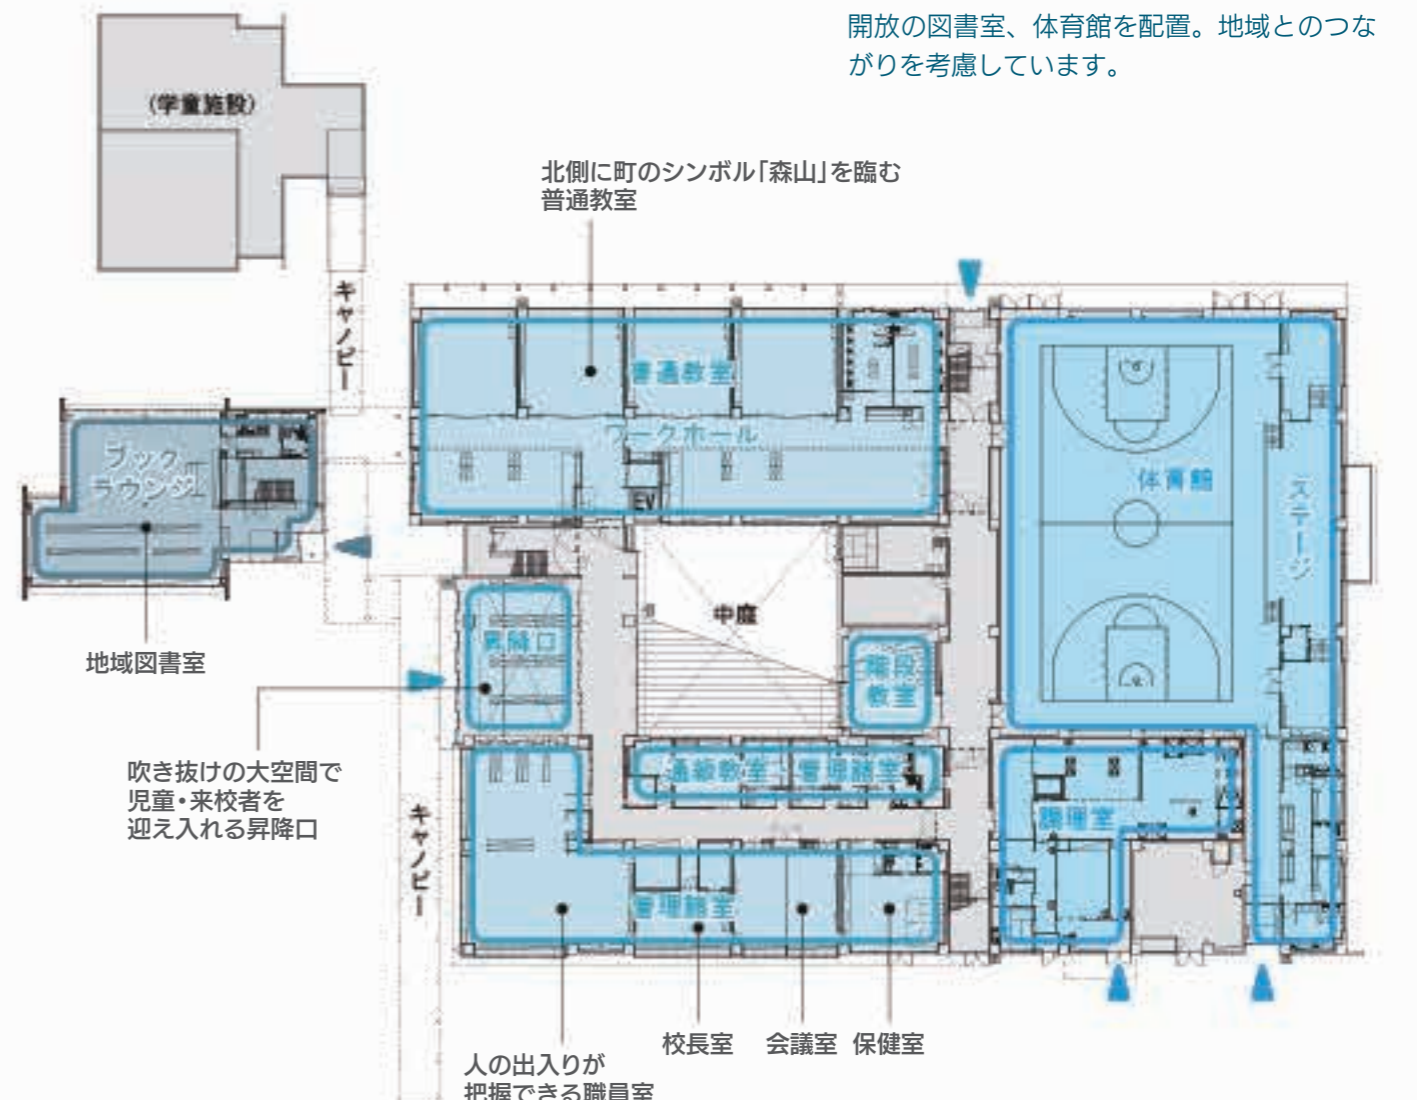 開放の図書室、体育館を配置。地域とのつな
がりを考慮しています。
（学童施設）
北側に町のシンボル「森山」を臨む
普通教室
キャノピー
普通教室
ワークホール
EV
体育館
ステージ
ブック
ラウンジ
地域図書室
昇降口
中庭
階段
教室
吹き抜けの大空間で
児童・来校者を
迎え入れる昇降口
通級教室・管理諸室
調理室
キャノピー
管理諸室
校長室
会議室
保健室
人の出入りが
把握できる職員室